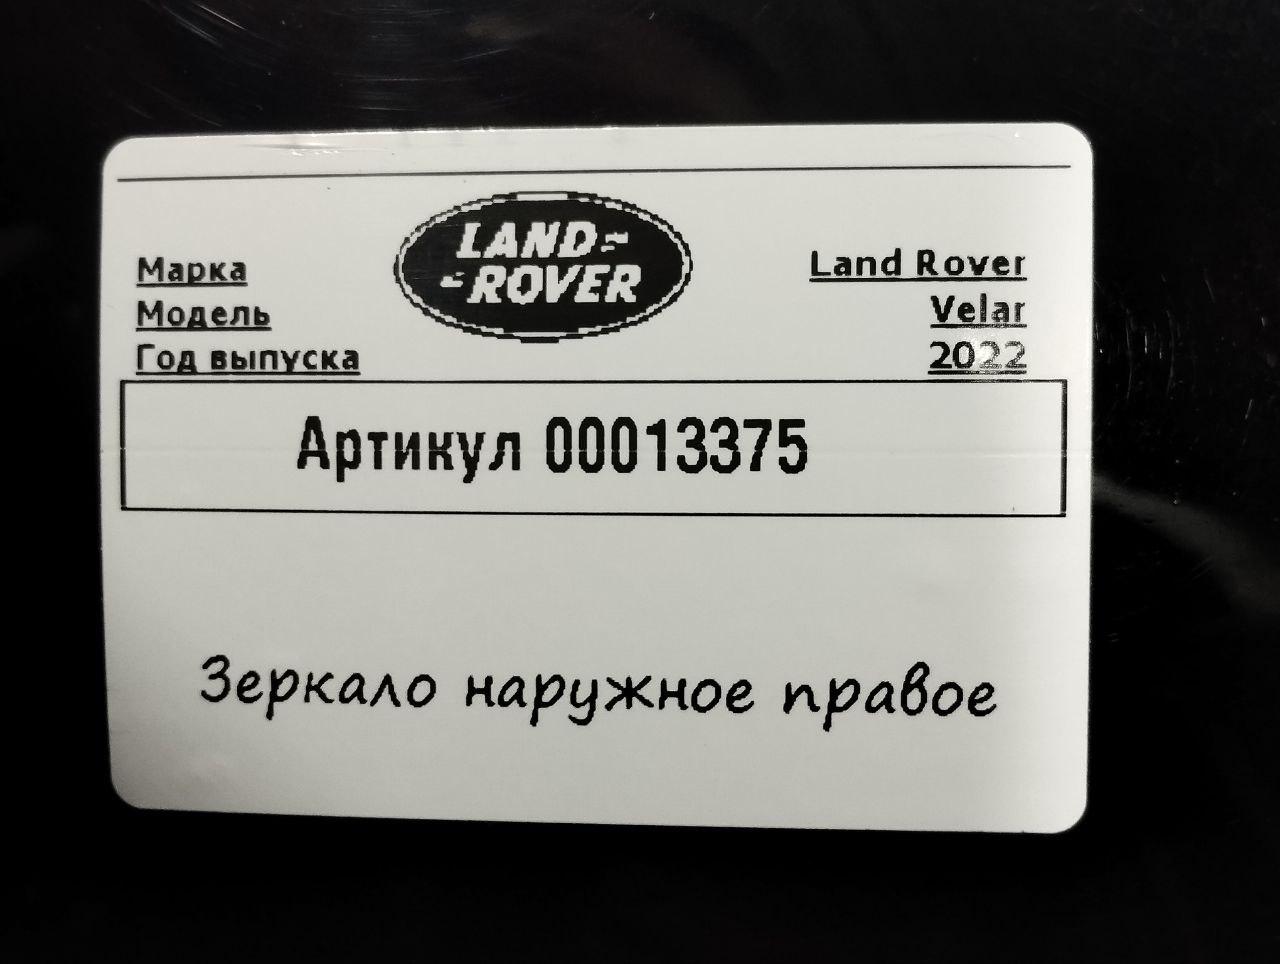 LAND
ROVER
Марка Land Rover
Модель Velar
Год выпуска 2022
Артикул 00013375
Зеркало наружное правое